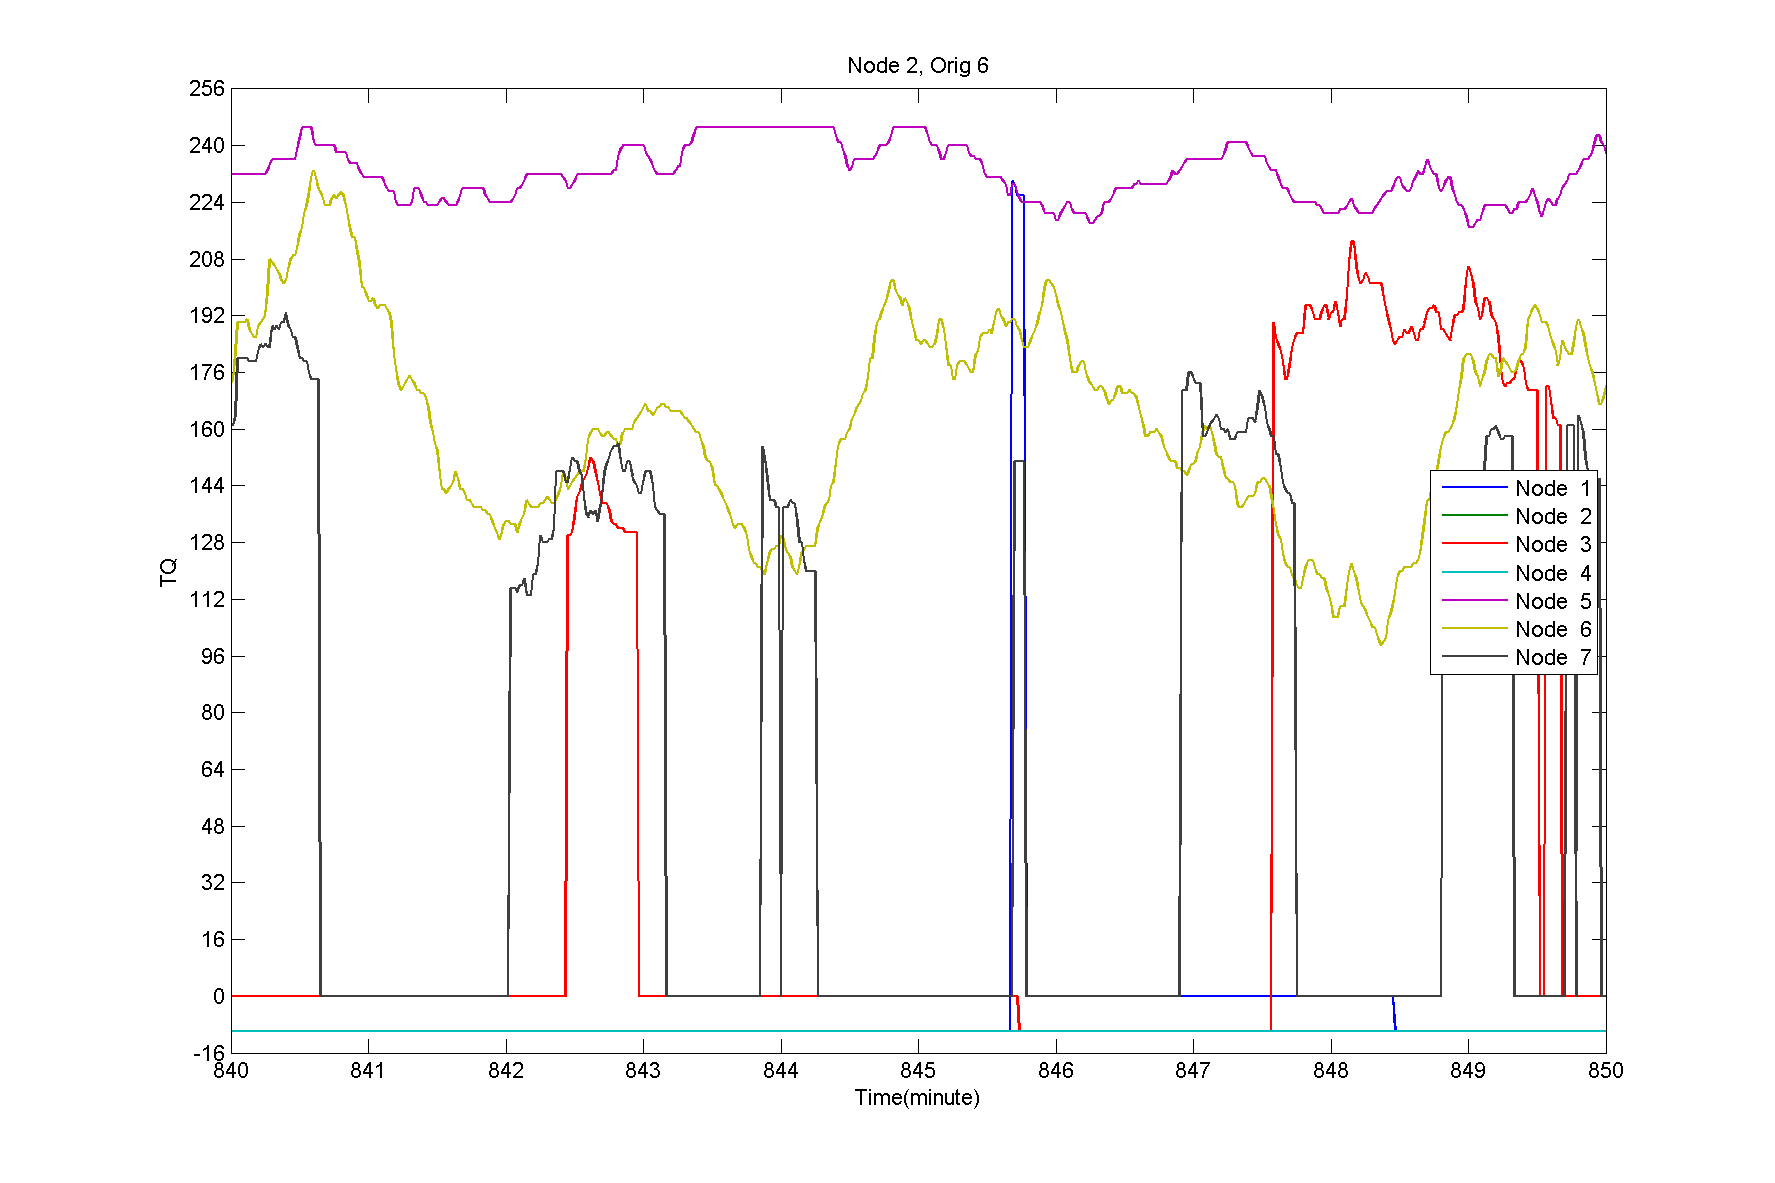 Node 2, Orig 6
256
240
224
208
192
176
160
144
128
112
96
80
64
48
32
16
0
-16
TQ
840 841 842 843 844 845 846 847 848 849 850
Time(minute)
Node 1
Node 2
Node 3
Node 4
Node 5
Node 6
Node 7